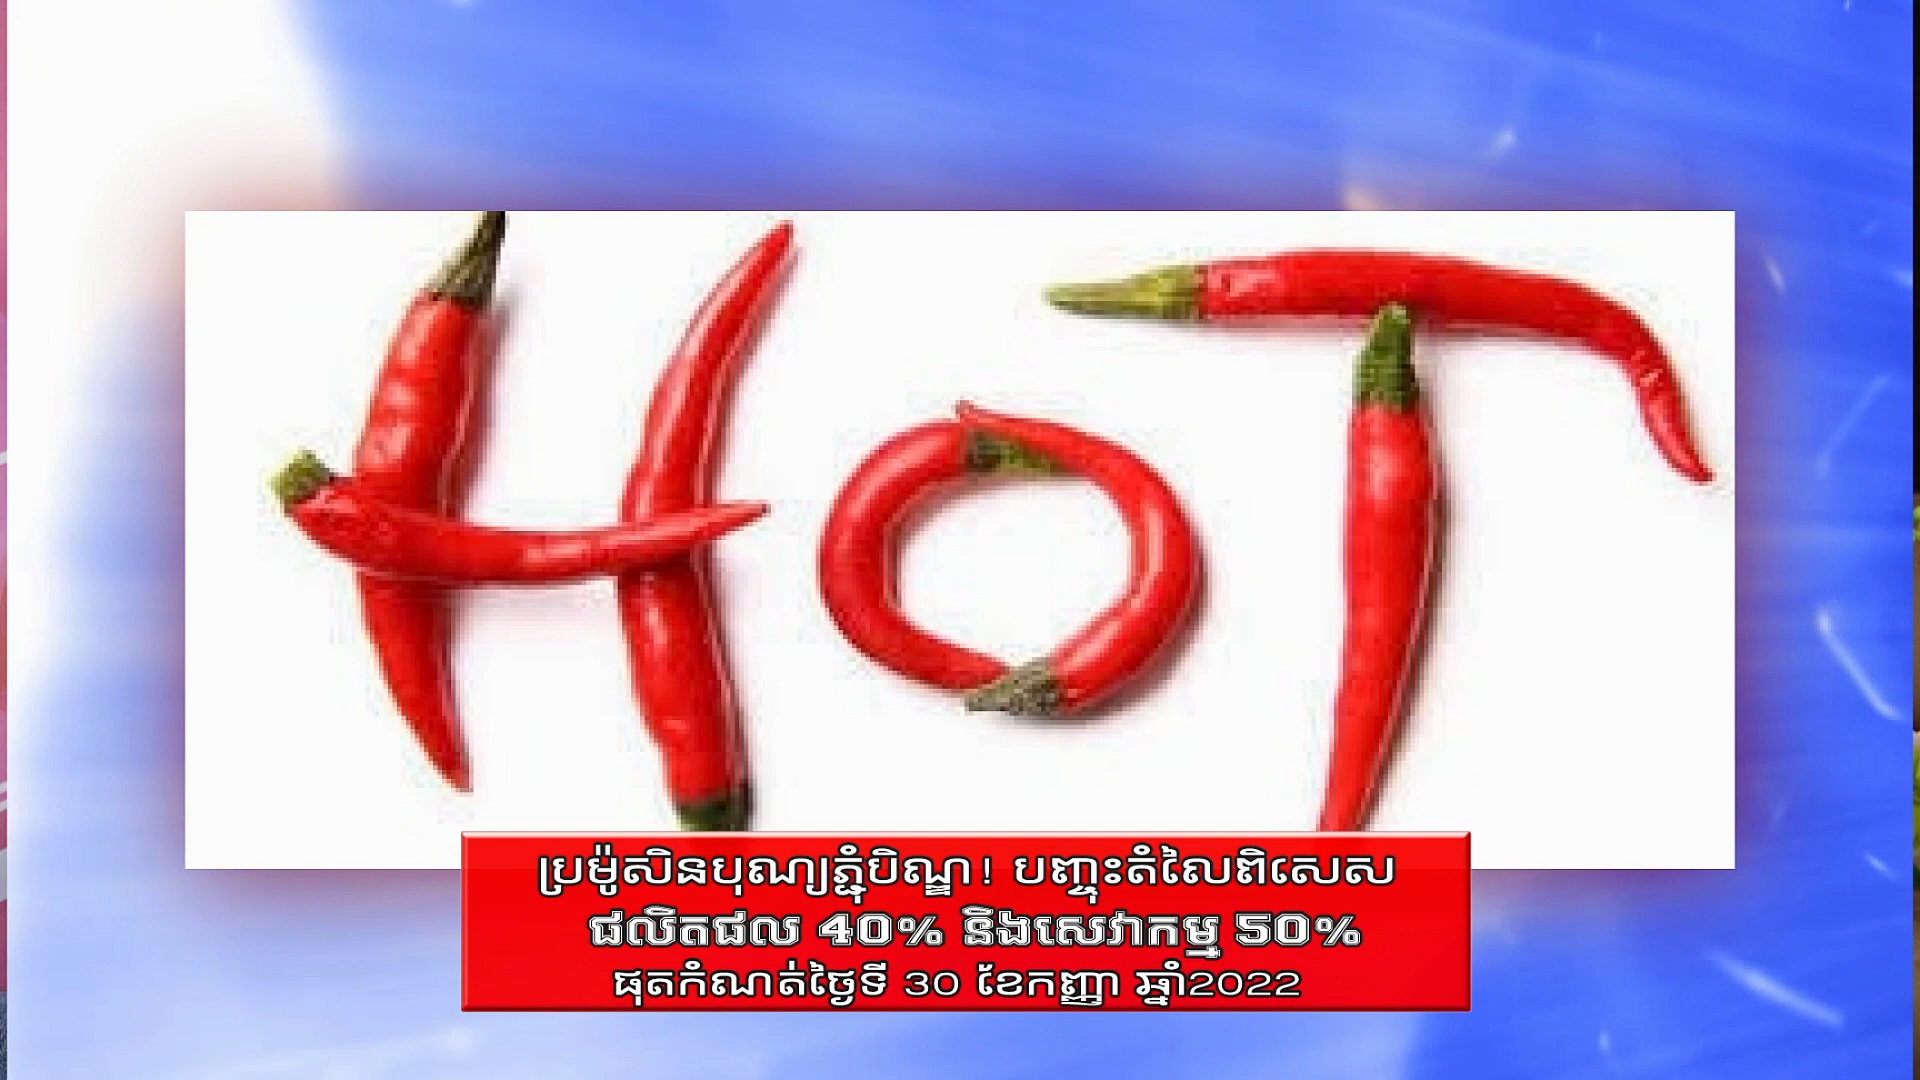 HoT
ប្រម៉ូសិនបុណ្យភ្ជុំបិណ្ឌ! បញ្ចុះតំលៃពិសេស
ផលិតផល 40% និងសេវាកម្ម 50%
ផុតកំណត់ថ្ងៃទី 30 ខែកញ្ញា ឆ្នាំ2022